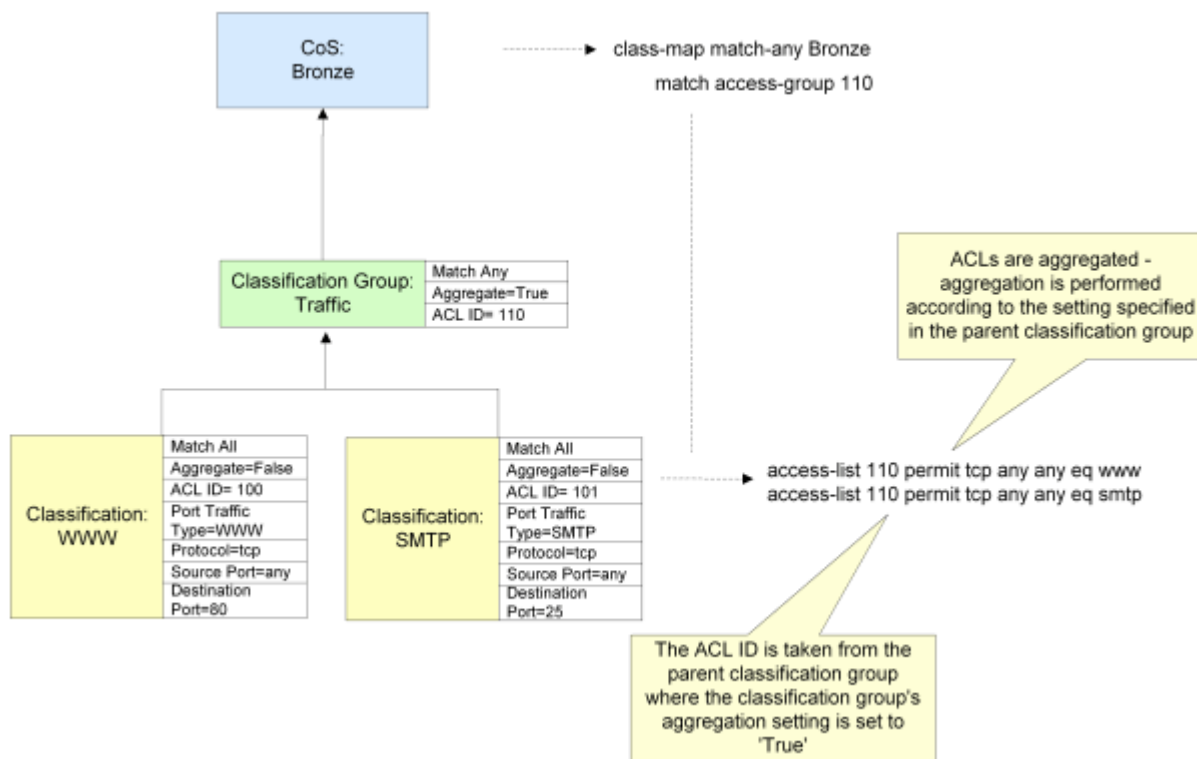 CoS:
Bronze
class-map match-any Bronze
match access-group 110
Classification Group:
Traffic
Match Any
Aggregate=True
ACL ID= 110
ACLs are aggregated -
aggregation is performed
according to the setting specified
in the parent classification group
Classification:
WWW
Match All
Aggregate=False
ACL ID= 100
Port Traffic
Type=WWW
Protocol=tcp
Source Port=any
Destination
Port=80
Classification:
SMTP
Match All
Aggregate=False
ACL ID= 101
Port Traffic
Type=SMTP
Protocol=tcp
Source Port=any
Destination
Port=25
access-list 110 permit tcp any any eq www
access-list 110 permit tcp any any eq smtp
The ACL ID is taken from the
parent classification group
where the classification group's
aggregation setting is set to
'True'